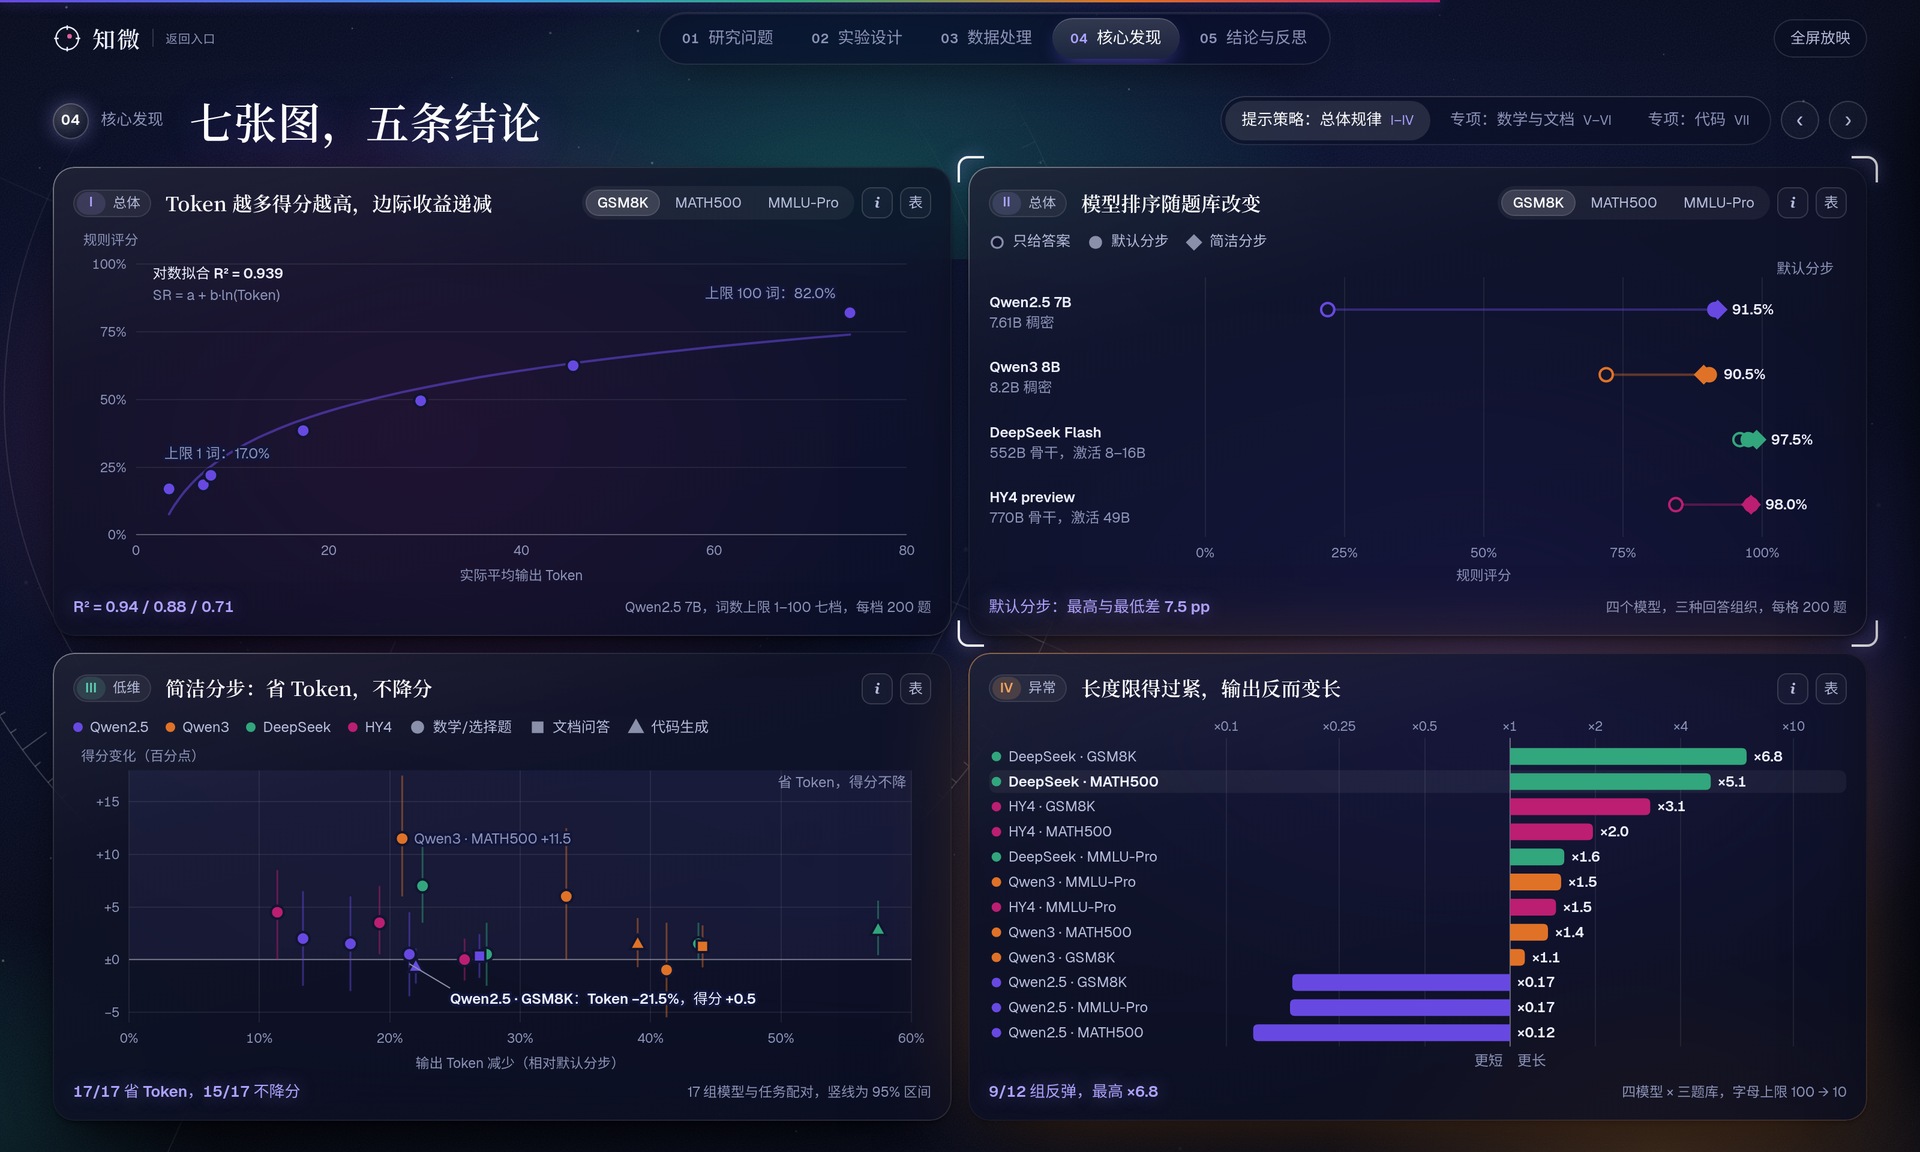 知微 返回入口
01 研究问题 02 实验设计 03 数据处理 04 核心发现 05 结论与反思
全屏放映
04 核心发现 七张图，五条结论
提示策略：总体规律 I–IV 专项：数学与文档 V–VI 专项：代码 VII
‹ ›
I 总体 Token 越多得分越高，边际收益递减 GSM8K MATH500 MMLU-Pro i 表
规则评分
100%
对数拟合 R² = 0.939
SR = a + b·ln(Token)
上限 100 词：82.0%
75%
50%
上限 1 词：17.0%
25%
0%
0 20 40 60 80
实际平均输出 Token
R² = 0.94 / 0.88 / 0.71
Qwen2.5 7B，词数上限 1–100 七档，每档 200 题
II 总体 模型排序随题库改变 GSM8K MATH500 MMLU-Pro i 表
只给答案 默认分步 简洁分步
默认分步
Qwen2.5 7B
7.61B 稠密
91.5%
Qwen3 8B
8.2B 稠密
90.5%
DeepSeek Flash
552B 骨干，激活 8–16B
97.5%
HY4 preview
770B 骨干，激活 49B
98.0%
0% 25% 50% 75% 100%
规则评分
默认分步：最高与最低差 7.5 pp
四个模型，三种回答组织，每格 200 题
III 低维 简洁分步：省 Token，不降分 i 表
Qwen2.5 Qwen3 DeepSeek HY4 数学/选择题 文档问答 代码生成
得分变化（百分点）
省 Token，得分不降
+15
Qwen3 · MATH500 +11.5
+10
+5
±0
Qwen2.5 · GSM8K：Token −21.5%，得分 +0.5
−5
0% 10% 20% 30% 40% 50% 60%
输出 Token 减少（相对默认分步）
17/17 省 Token，15/17 不降分
17 组模型与任务配对，竖线为 95% 区间
IV 异常 长度限得过紧，输出反而变长 i 表
×0.1 ×0.25 ×0.5 ×1 ×2 ×4 ×10
DeepSeek · GSM8K ×6.8
DeepSeek · MATH500 ×5.1
HY4 · GSM8K ×3.1
HY4 · MATH500 ×2.0
DeepSeek · MMLU-Pro ×1.6
Qwen3 · MMLU-Pro ×1.5
HY4 · MMLU-Pro ×1.5
Qwen3 · MATH500 ×1.4
Qwen3 · GSM8K ×1.1
Qwen2.5 · GSM8K ×0.17
Qwen2.5 · MMLU-Pro ×0.17
Qwen2.5 · MATH500 ×0.12
更短 更长
9/12 组反弹，最高 ×6.8
四模型 × 三题库，字母上限 100 → 10